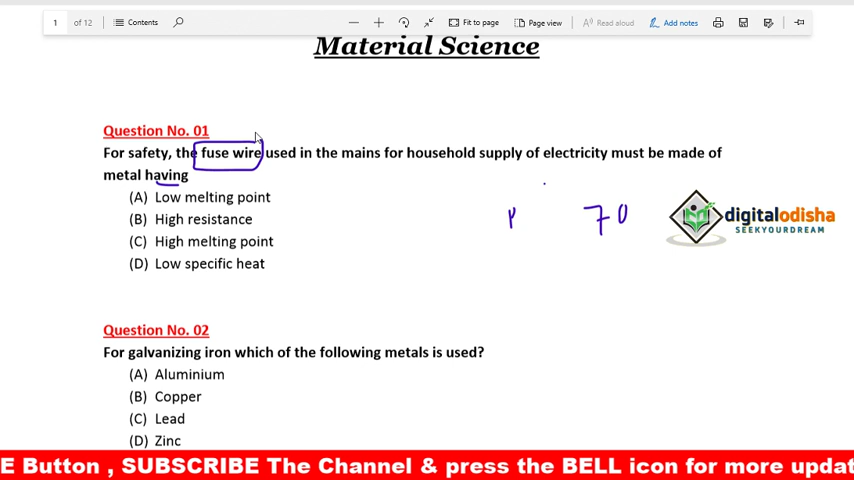 1 of 12 Contents Fit to page Page view Read aloud Add notes
Material Science
Question No. 01
For safety, the fuse wire used in the mains for household supply of electricity must be made of
metal having
(A) Low melting point
(B) High resistance
(C) High melting point
(D) Low specific heat
70
digitalodisha
SEEKYOURDREAM
Question No. 02
For galvanizing iron which of the following metals is used?
(A) Aluminium
(B) Copper
(C) Lead
(D) Zinc
E Button , SUBSCRIBE The Channel & press the BELL icon for more updat